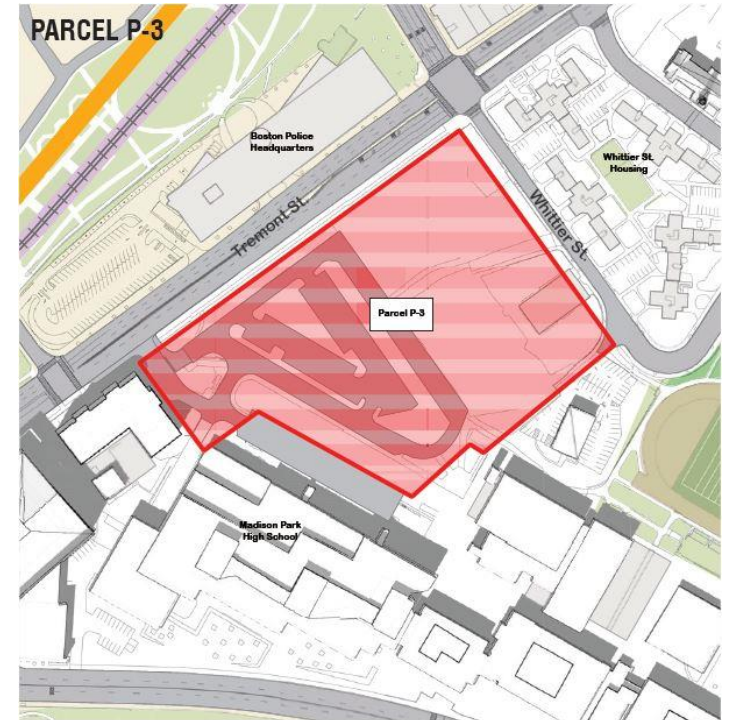 PARCEL P-3
Boston Police
Headquarters
Whittier St.
Housing
Tremont St.
Whittier St.
Parcel P-3
Madison Park
High School